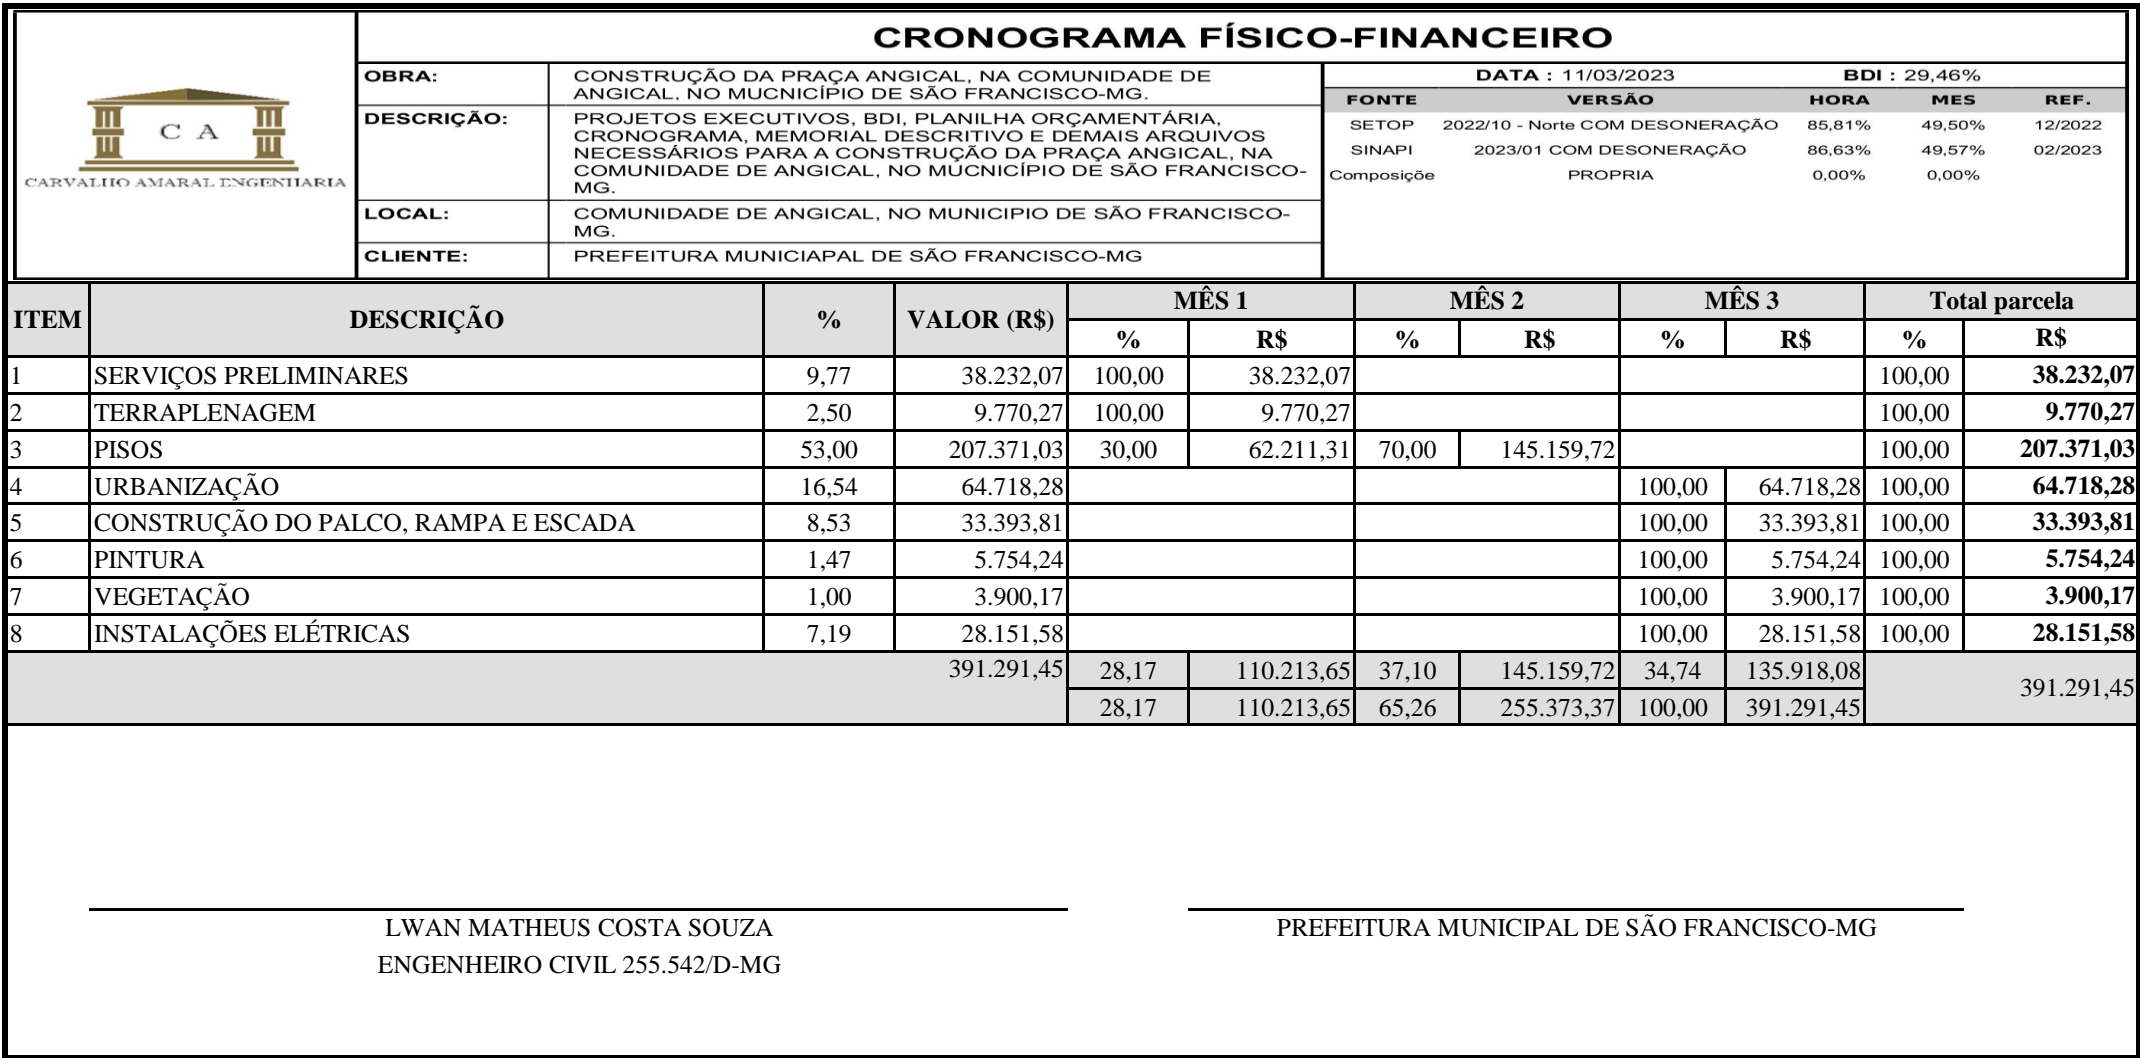 CRONOGRAMA FÍSICO-FINANCEIRO
C A
CARVALHO AMARAL ENGENHARIA
OBRA: CONSTRUÇÃO DA PRAÇA ANGICAL, NA COMUNIDADE DE
ANGICAL, NO MUCNICÍPIO DE SÃO FRANCISCO-MG.
DESCRIÇÃO: PROJETOS EXECUTIVOS, BDI, PLANILHA ORÇAMENTÁRIA,
CRONOGRAMA, MEMORIAL DESCRITIVO E DEMAIS ARQUIVOS
NECESSÁRIOS PARA A CONSTRUÇÃO DA PRAÇA ANGICAL, NA
COMUNIDADE DE ANGICAL, NO MUCNICÍPIO DE SÃO FRANCISCO-
MG.
LOCAL: COMUNIDADE DE ANGICAL, NO MUNICIPIO DE SÃO FRANCISCO-
MG.
CLIENTE: PREFEITURA MUNICIAPAL DE SÃO FRANCISCO-MG
DATA : 11/03/2023 BDI : 29,46%
FONTE VERSÃO HORA MES REF.
SETOP 2022/10 - Norte COM DESONERAÇÃO 85,81% 49,50% 12/2022
SINAPI 2023/01 COM DESONERAÇÃO 86,63% 49,57% 02/2023
Composiçõe PROPRIA 0,00% 0,00%
ITEM DESCRIÇÃO % VALOR (R$) MÊS 1 MÊS 2 MÊS 3 Total parcela
% R$ % R$ % R$ % R$
1 SERVIÇOS PRELIMINARES 9,77 38.232,07 100,00 38.232,07 100,00 38.232,07
2 TERRAPLENAGEM 2,50 9.770,27 100,00 9.770,27 100,00 9.770,27
3 PISOS 53,00 207.371,03 30,00 62.211,31 70,00 145.159,72 100,00 207.371,03
4 URBANIZAÇÃO 16,54 64.718,28 100,00 64.718,28 100,00 64.718,28
5 CONSTRUÇÃO DO PALCO, RAMPA E ESCADA 8,53 33.393,81 100,00 33.393,81 100,00 33.393,81
6 PINTURA 1,47 5.754,24 100,00 5.754,24 100,00 5.754,24
7 VEGETAÇÃO 1,00 3.900,17 100,00 3.900,17 100,00 3.900,17
8 INSTALAÇÕES ELÉTRICAS 7,19 28.151,58 100,00 28.151,58 100,00 28.151,58
391.291,45 28,17 110.213,65 37,10 145.159,72 34,74 135.918,08 391.291,45
28,17 110.213,65 65,26 255.373,37 100,00 391.291,45
LWAN MATHEUS COSTA SOUZA
ENGENHEIRO CIVIL 255.542/D-MG
PREFEITURA MUNICIPAL DE SÃO FRANCISCO-MG